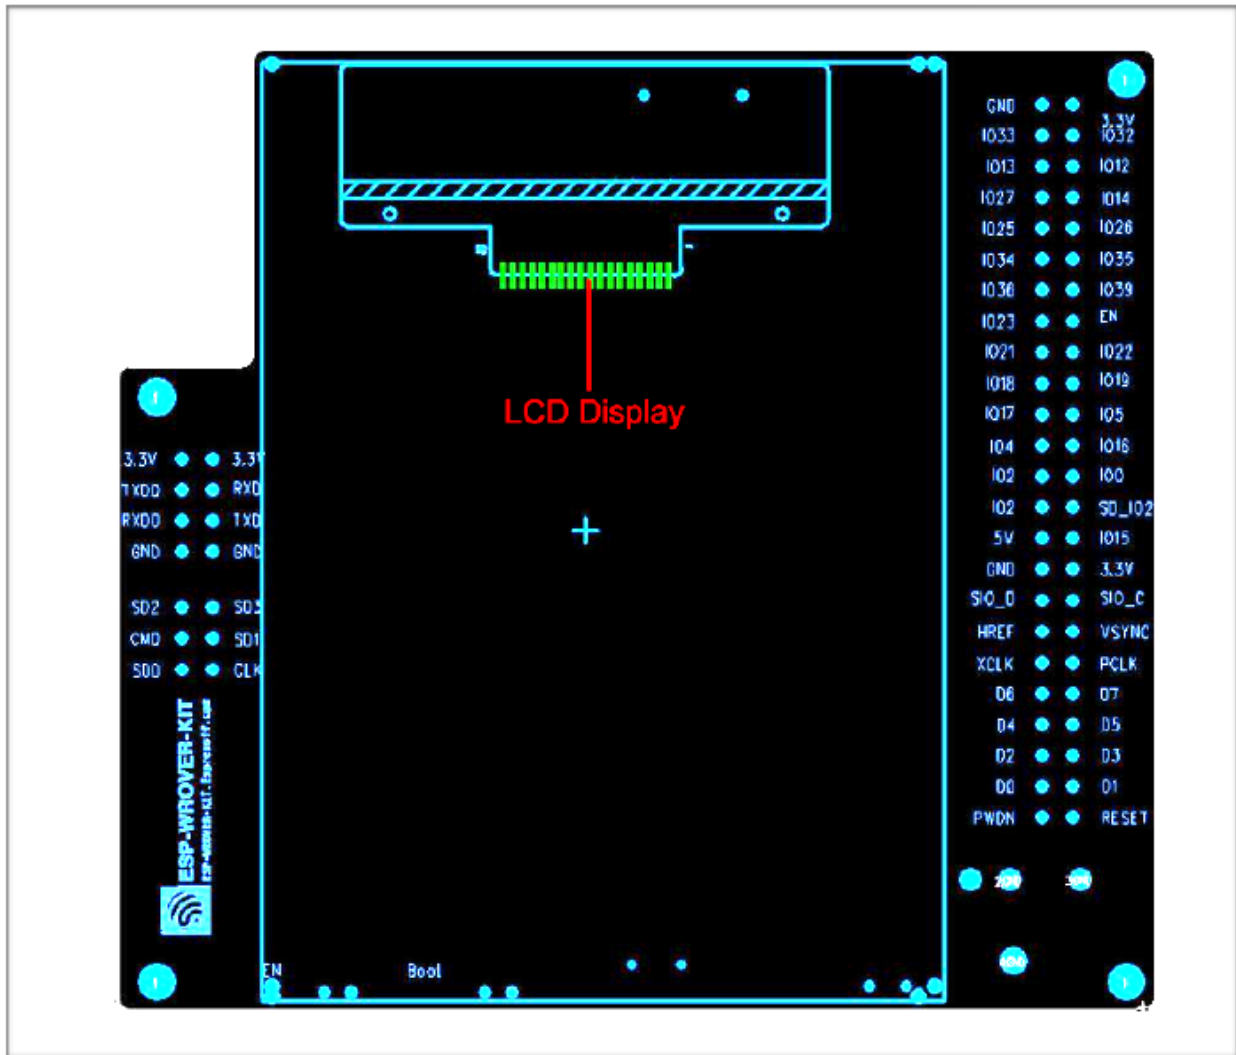 GND 3.3V
IO33 IO32
IO13 IO12
IO27 IO14
IO25 IO26
IO34 IO35
IO36 IO39
IO23 EN
IO21 IO22
IO18 IO19
IO17 IO5
IO4 IO16
IO2 IO0
IO2 SD_IO2
5V IO15
GND 3.3V
SIO_D SIO_C
HREF VSYNC
XCLK PCLK
D6 D7
D4 D5
D2 D3
D0 D1
PWDN RESET
LCD Display
3.3V 3.3V
TXD0 RXD
RXD0 TXD
GND GND
SD2 SD3
CMD SD1
SD0 CLK
ESP-WROVER-KIT
EN
Boot